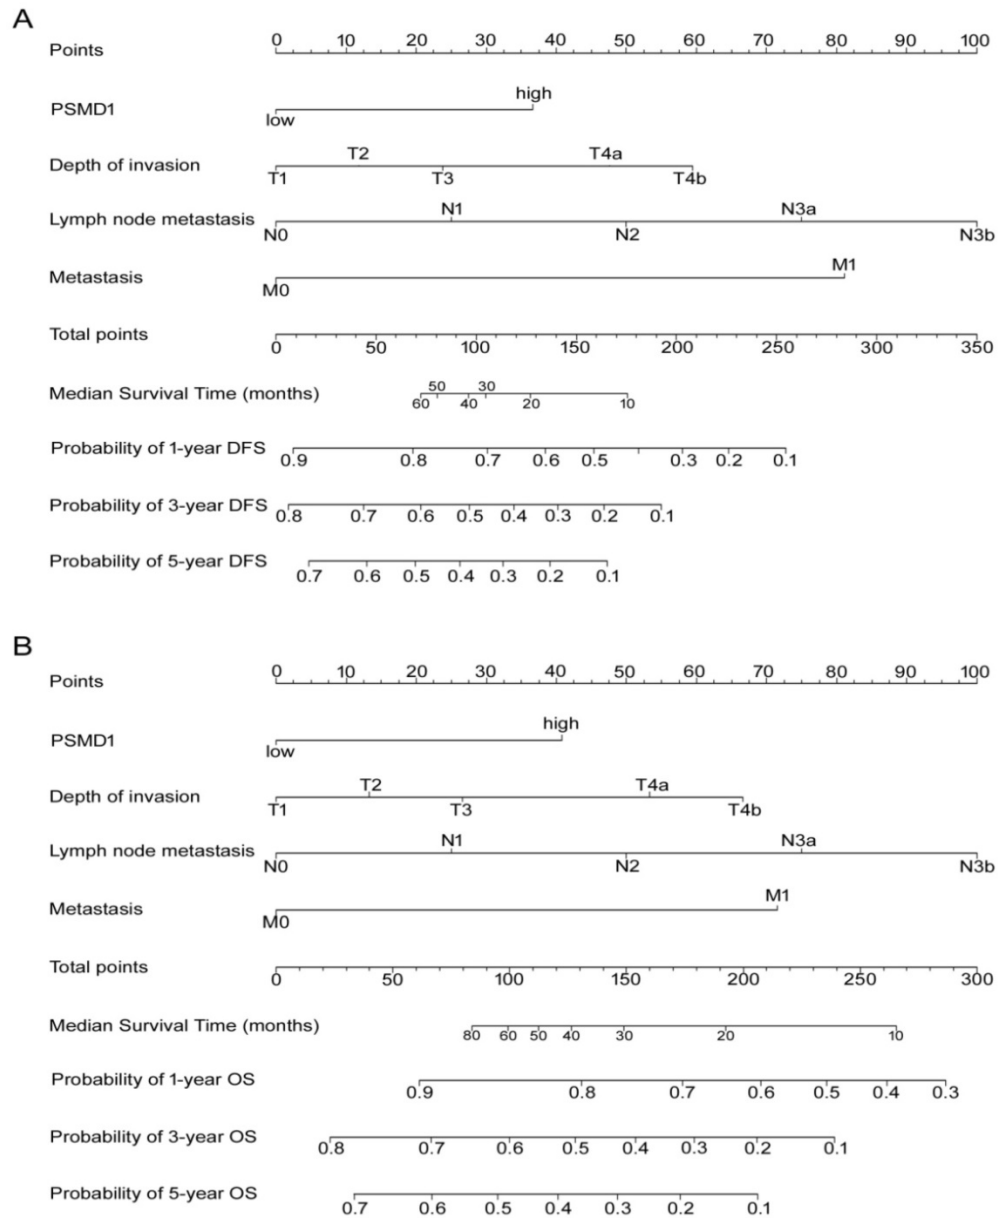 A
Points 0 10 20 30 40 50 60 70 80 90 100
PSMD1 low high
Depth of invasion T1 T2 T3 T4a T4b
Lymph node metastasis N0 N1 N2 N3a N3b
Metastasis M0 M1
Total points 0 50 100 150 200 250 300 350
Median Survival Time (months) 60 50 40 30 20 10
Probability of 1-year DFS 0.9 0.8 0.7 0.6 0.5 0.3 0.2 0.1
Probability of 3-year DFS 0.8 0.7 0.6 0.5 0.4 0.3 0.2 0.1
Probability of 5-year DFS 0.7 0.6 0.5 0.4 0.3 0.2 0.1
B
Points 0 10 20 30 40 50 60 70 80 90 100
PSMD1 low high
Depth of invasion T1 T2 T3 T4a T4b
Lymph node metastasis N0 N1 N2 N3a N3b
Metastasis M0 M1
Total points 0 50 100 150 200 250 300
Median Survival Time (months) 80 60 50 40 30 20 10
Probability of 1-year OS 0.9 0.8 0.7 0.6 0.5 0.4 0.3
Probability of 3-year OS 0.8 0.7 0.6 0.5 0.4 0.3 0.2 0.1
Probability of 5-year OS 0.7 0.6 0.5 0.4 0.3 0.2 0.1